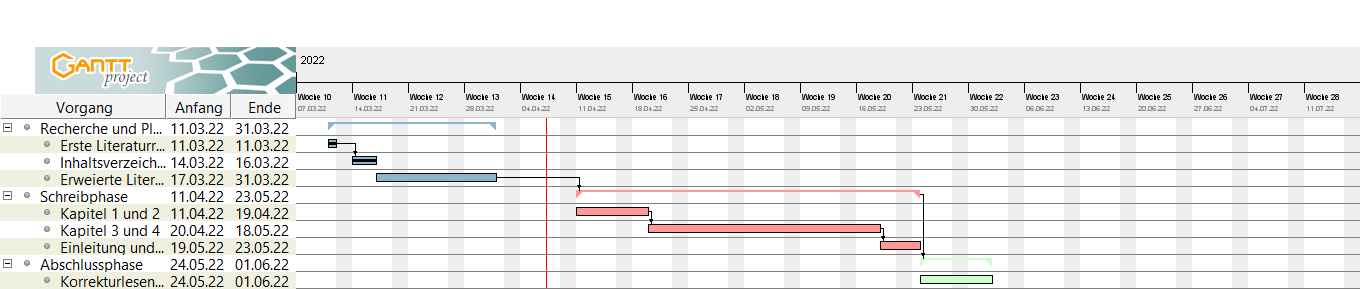 GANTT
project
2022
Woche 10 Woche 11 Woche 12 Woche 13 Woche 14 Woche 15 Woche 16 Woche 17 Woche 18 Woche 19 Woche 20 Woche 21 Woche 22 Woche 23 Woche 24 Woche 25 Woche 26 Woche 27 Woche 28
Vorgang Anfang Ende
07.03.22 14.03.22 21.03.22 28.03.22 04.04.22 11.04.22 18.04.22 25.04.22 02.05.22 09.05.22 16.05.22 23.05.22 30.05.22 06.06.22 13.06.22 20.06.22 27.06.22 04.07.22 11.07.22
Recherche und Pl... 11.03.22 31.03.22
Erste Literaturr... 11.03.22 11.03.22
Inhaltsverzeich... 14.03.22 16.03.22
Erweierte Liter... 17.03.22 31.03.22
Schreibphase 11.04.22 23.05.22
Kapitel 1 und 2 11.04.22 19.04.22
Kapitel 3 und 4 20.04.22 18.05.22
Einleitung und... 19.05.22 23.05.22
Abschlussphase 24.05.22 01.06.22
Korrekturlesen... 24.05.22 01.06.22